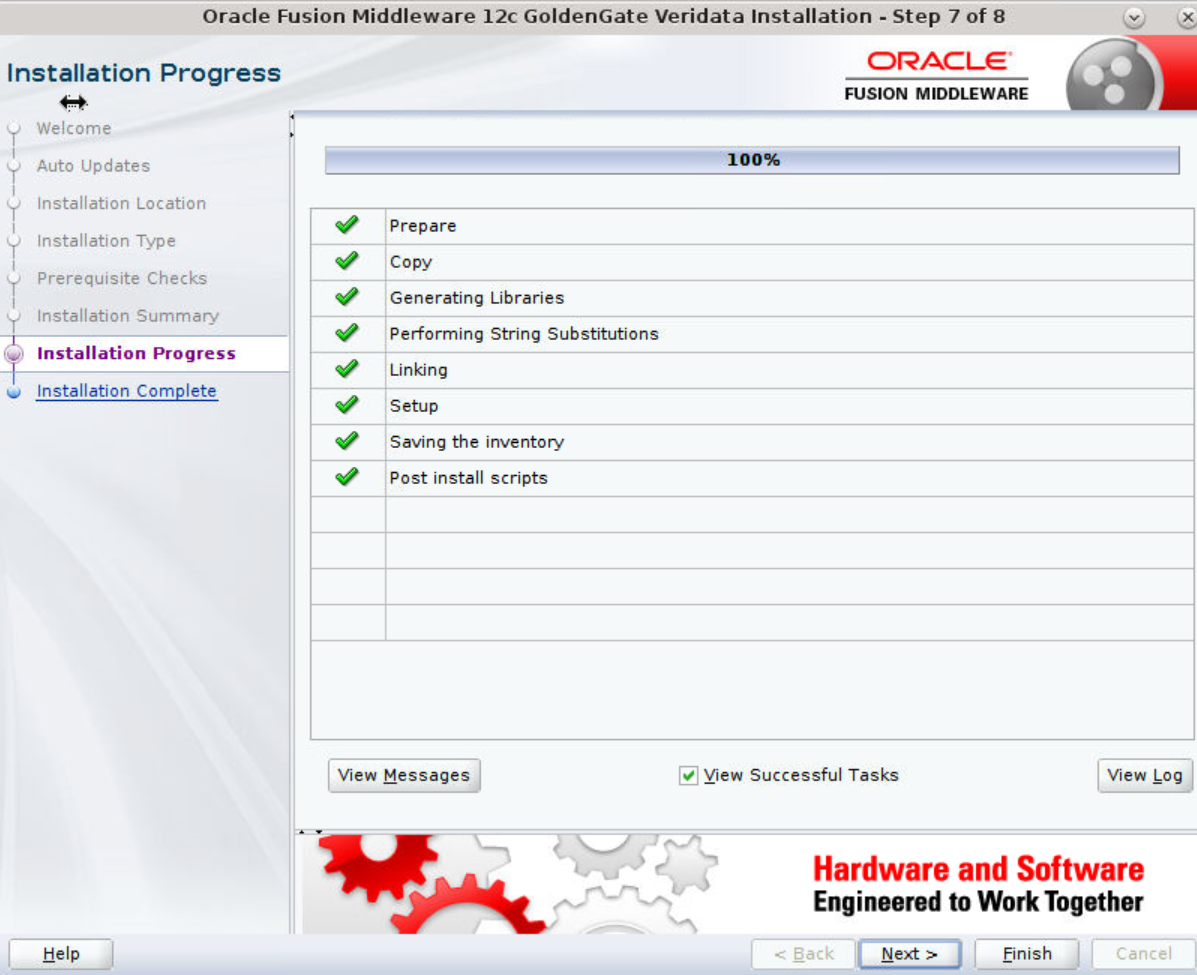 Oracle Fusion Middleware 12c GoldenGate Veridata Installation - Step 7 of 8
Installation Progress
ORACLE
FUSION MIDDLEWARE
Welcome
Auto Updates
Installation Location
Installation Type
Prerequisite Checks
Installation Summary
Installation Progress
Installation Complete
100%
Prepare
Copy
Generating Libraries
Performing String Substitutions
Linking
Setup
Saving the inventory
Post install scripts
View Messages
View Successful Tasks
View Log
Hardware and Software
Engineered to Work Together
Help
< Back
Next >
Finish
Cancel